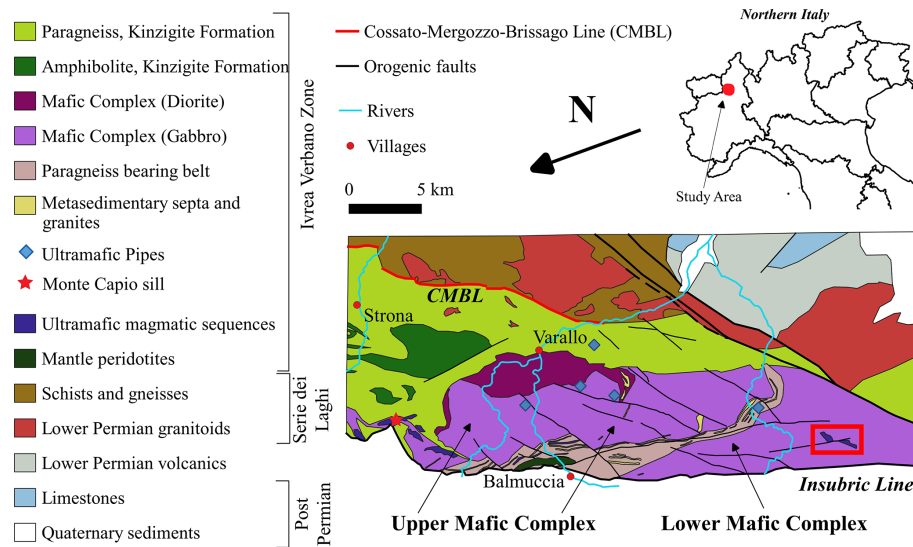 Paragneiss, Kinzigite Formation
Amphibolite, Kinzigite Formation
Mafic Complex (Diorite)
Mafic Complex (Gabbro)
Paragneiss bearing belt
Metasedimentary septa and
granites
Ultramafic Pipes
Monte Capio sill
Ultramafic magmatic sequences
Mantle peridotites
Schists and gneisses
Lower Permian granitoids
Lower Permian volcanics
Limestones
Quaternary sediments
Ivrea Verbano Zone
Serie dei
Laghi
Post
Permian
Cossato-Mergozzo-Brissago Line (CMBL)
Orogenic faults
Rivers
Villages
0 5 km
N
Northern Italy
Study Area
CMBL
Strona
Varallo
Balmuccia
Insubric Line
Upper Mafic Complex
Lower Mafic Complex